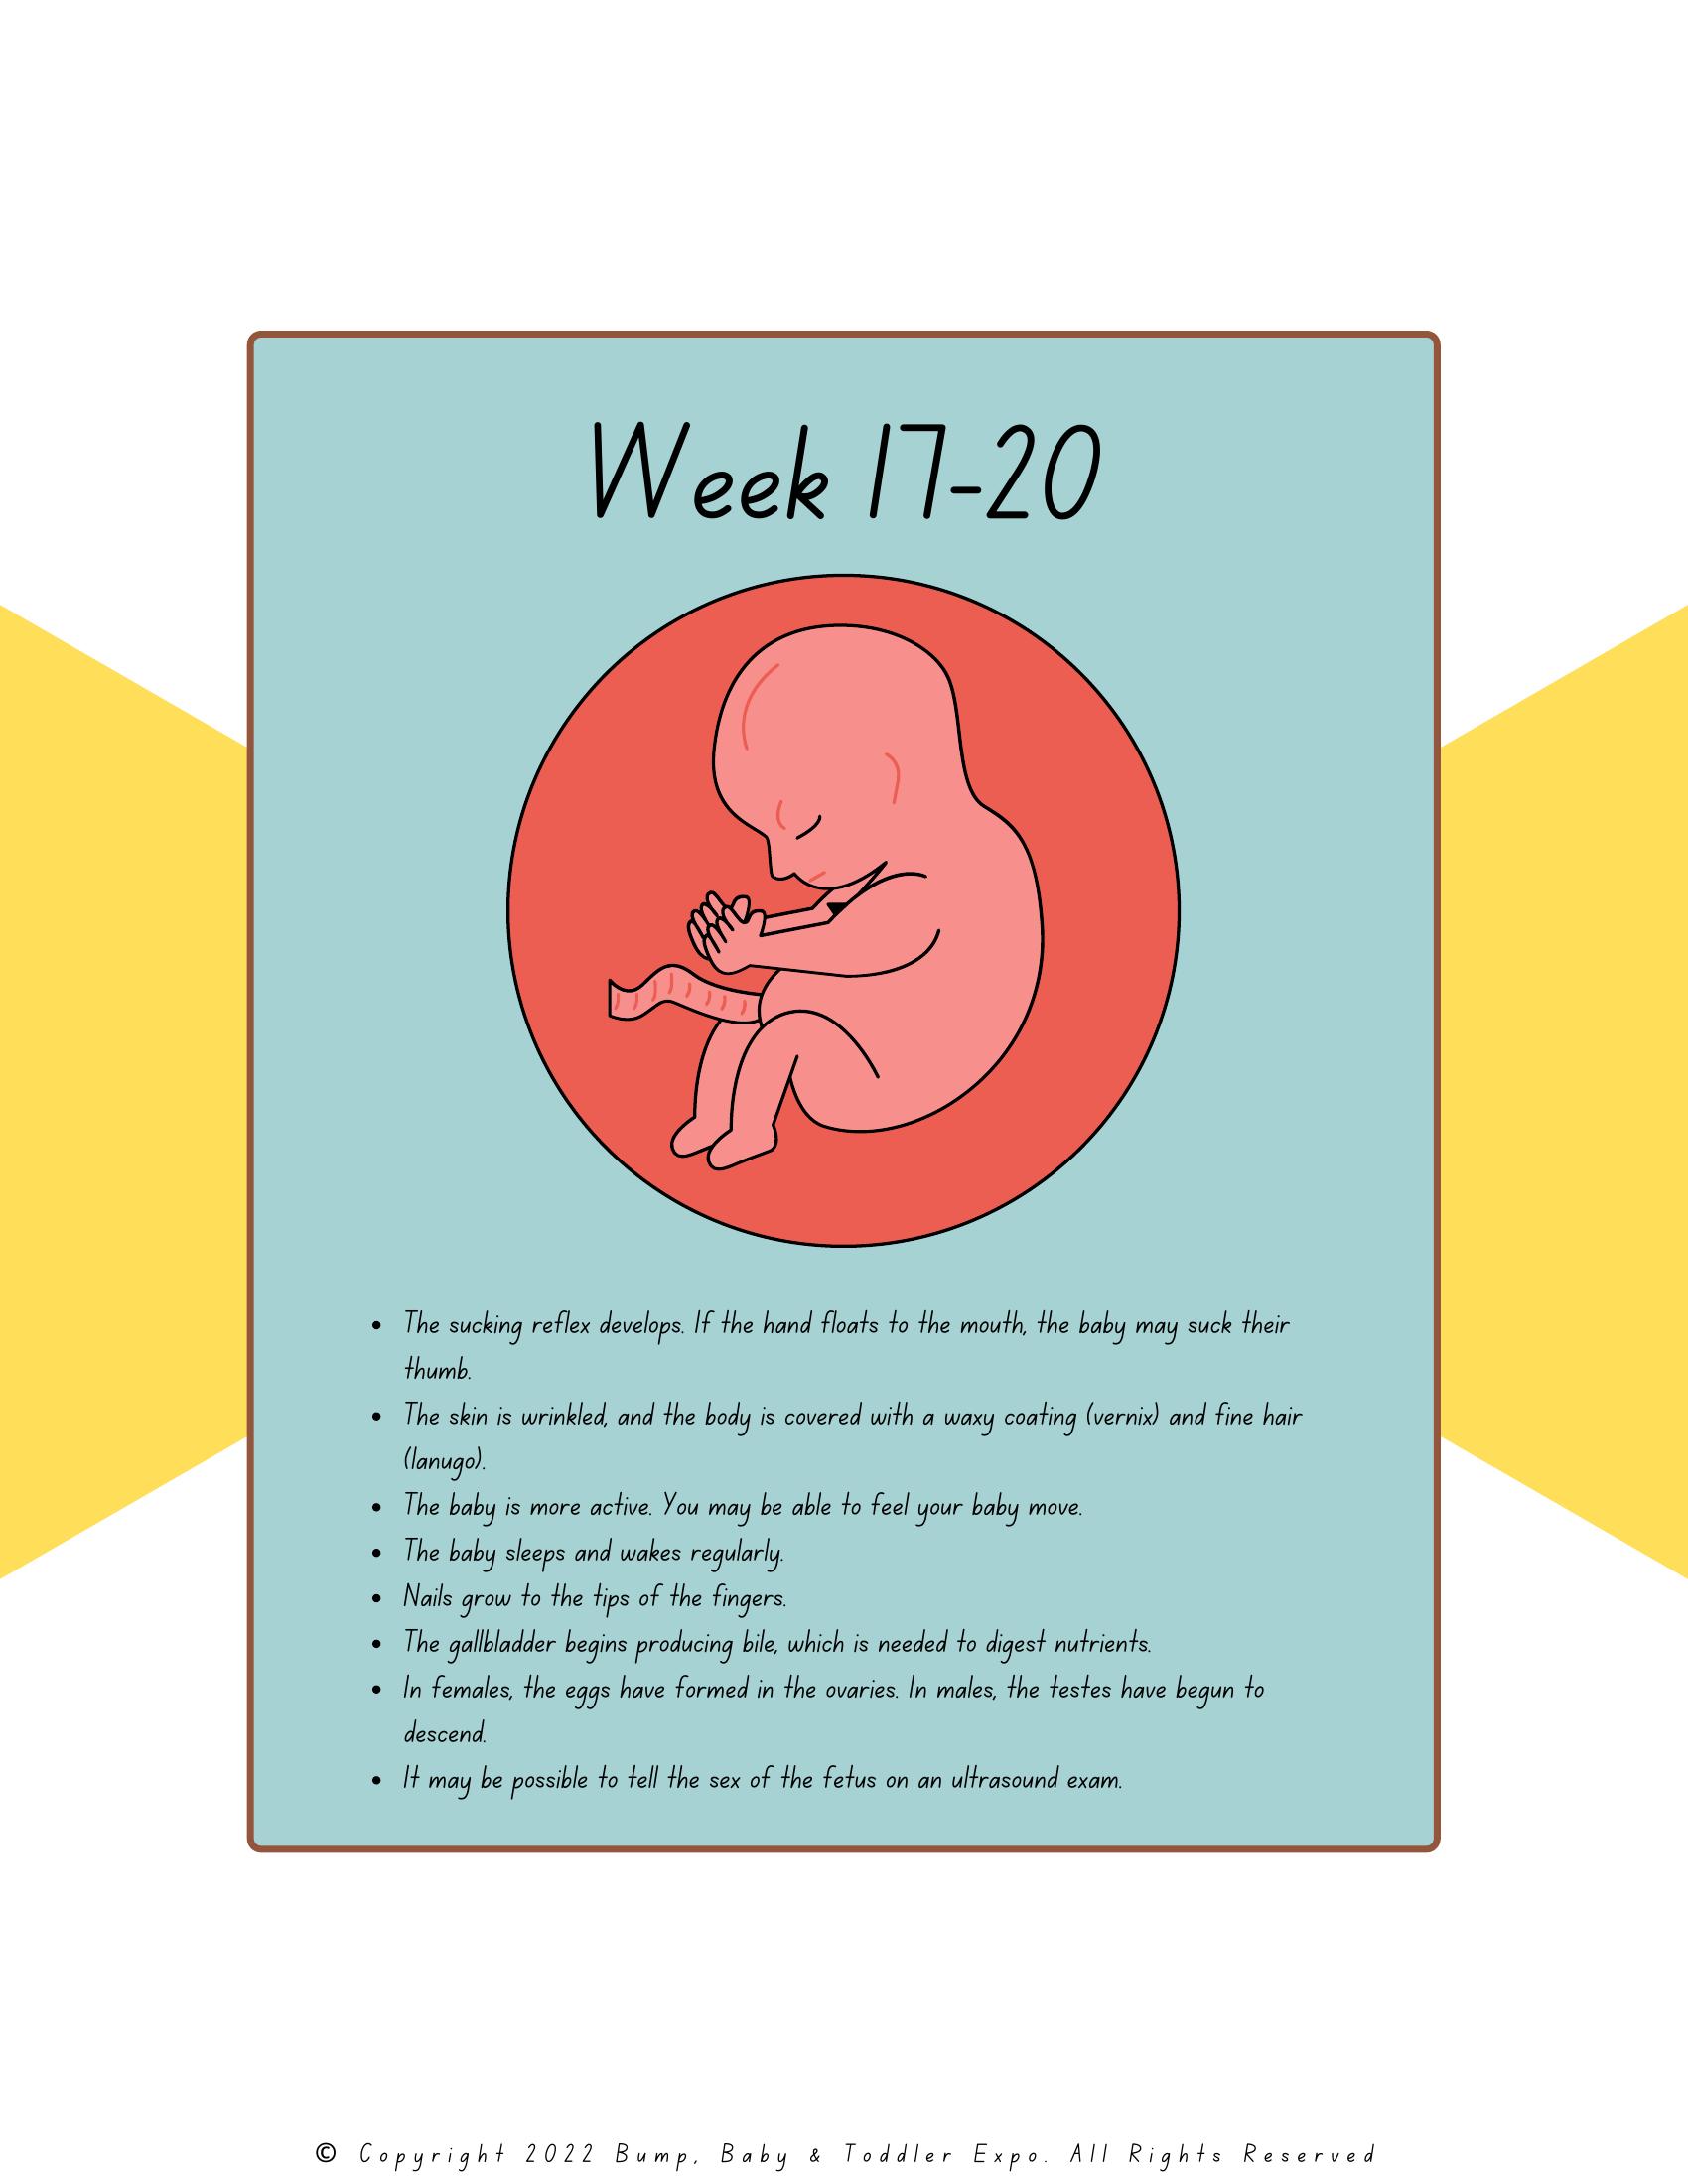 Week 17-20
• The sucking reflex develops. If the hand floats to the mouth, the baby may suck their
thumb.
• The skin is wrinkled, and the body is covered with a waxy coating (vernix) and fine hair
(lanugo).
• The baby is more active. You may be able to feel your baby move.
• The baby sleeps and wakes regularly.
• Nails grow to the tips of the fingers.
• The gallbladder begins producing bile, which is needed to digest nutrients.
• In females, the eggs have formed in the ovaries. In males, the testes have begun to
descend.
• It may be possible to tell the sex of the fetus on an ultrasound exam.
© Copyright 2022 Bump, Baby & Toddler Expo. All Rights Reserved